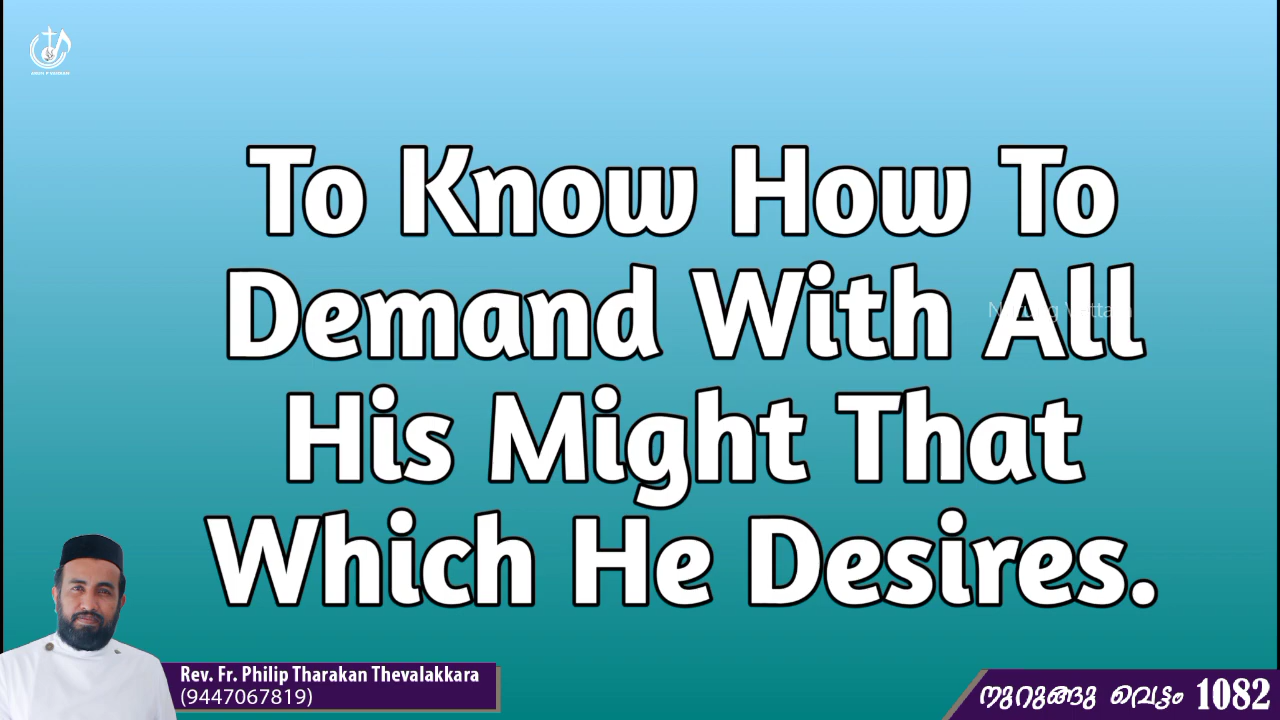 To Know How To
Demand With All
His Might That
Which He Desires.
Rev. Fr. Philip Tharakan Thevalakkara
(9447067819)
നുറുങ്ങു വെട്ടം 1082